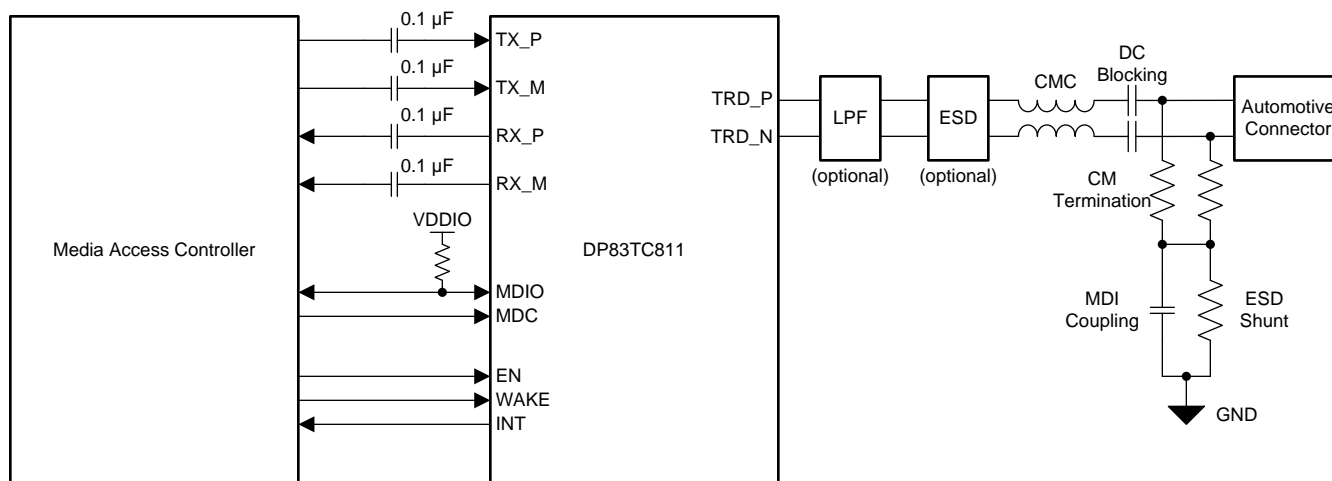 Media Access Controller
0.1 µF
0.1 µF
0.1 µF
0.1 µF
VDDIO
TX_P
TX_M
RX_P
RX_M
MDIO
MDC
EN
WAKE
INT
DP83TC811
TRD_P
TRD_N
LPF
(optional)
ESD
(optional)
CMC
DC
Blocking
Automotive
Connector
CM
Termination
MDI
Coupling
ESD
Shunt
GND